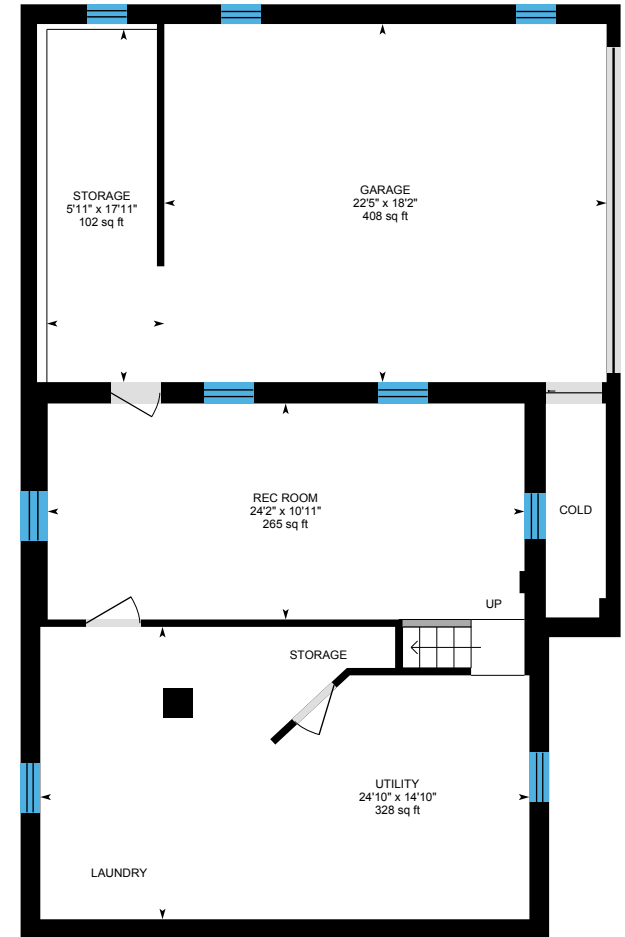 STORAGE
5'11" x 17'11"
102 sq ft
GARAGE
22'5" x 18'2"
408 sq ft
REC ROOM
24'2" x 10'11"
265 sq ft
COLD
UP
STORAGE
UTILITY
24'10" x 14'10"
328 sq ft
LAUNDRY